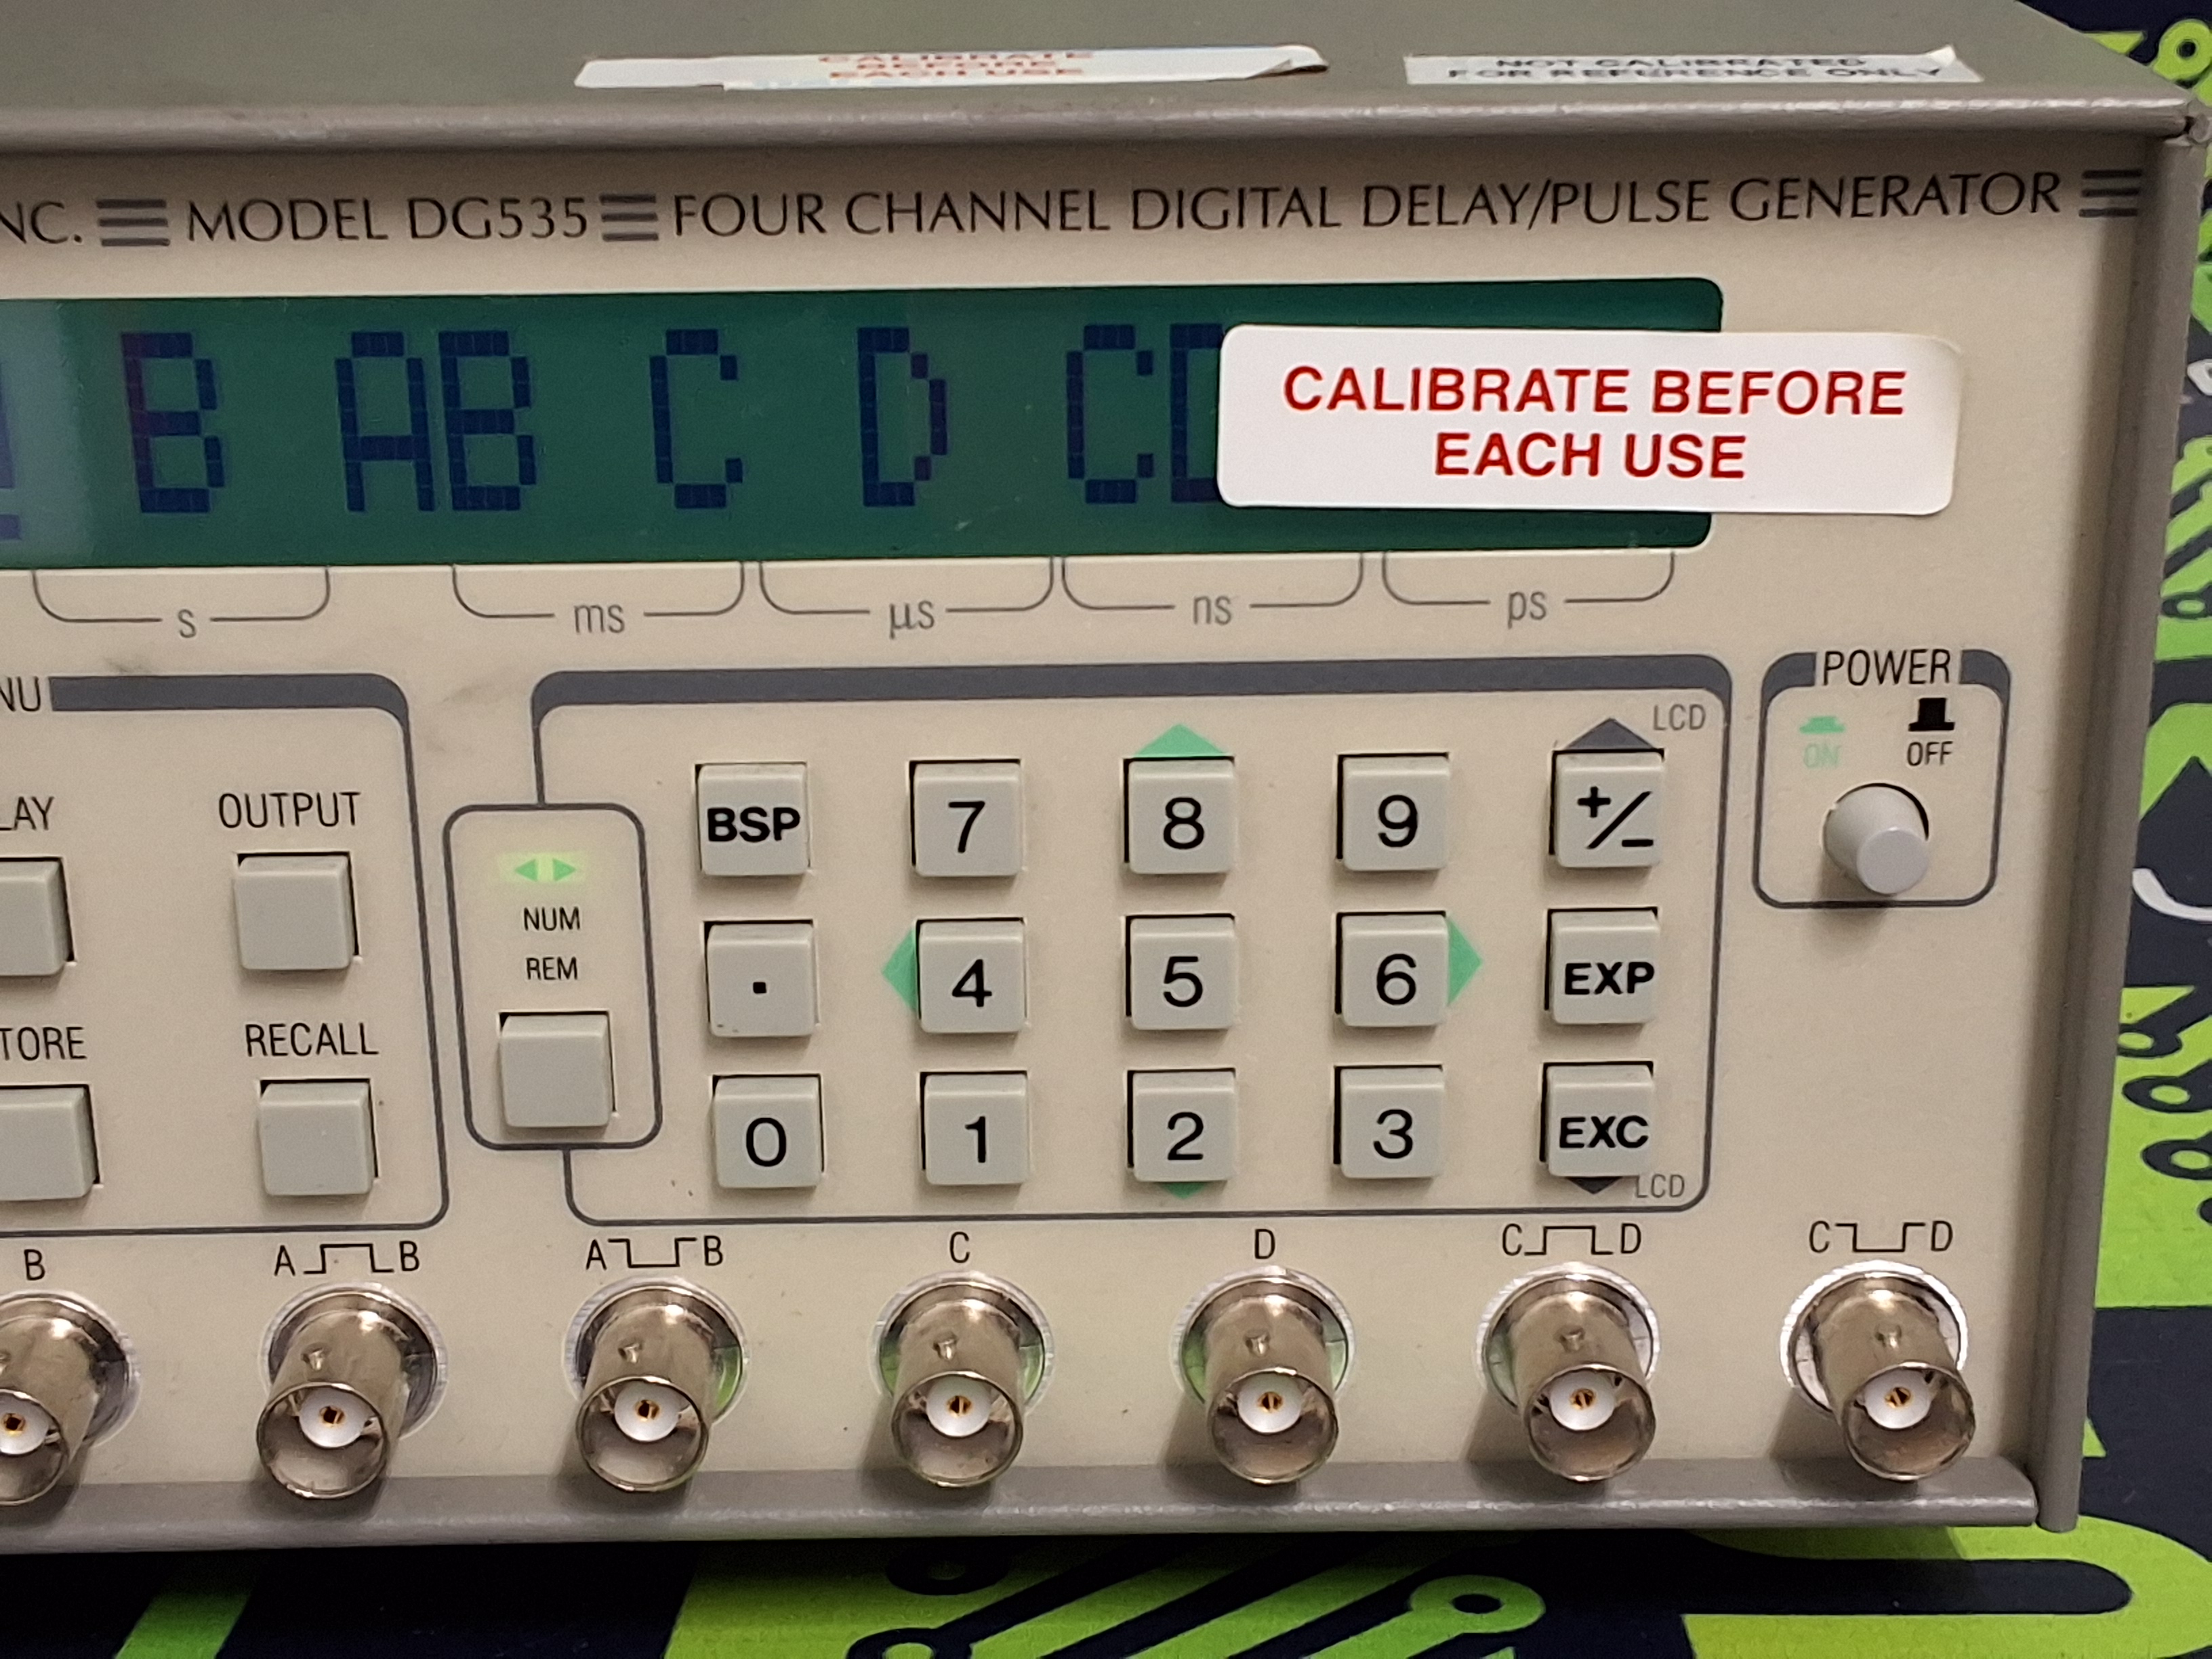 CALIBRATE
BEFORE
EACH USE
NOT CALIBRATED
FOR REFERENCE ONLY
NC. MODEL DG535 FOUR CHANNEL DIGITAL DELAY/PULSE GENERATOR
B AB C D CD
CALIBRATE BEFORE
EACH USE
s ms µs ns ps
NU
LCD
POWER
ON OFF
LAY OUTPUT
BSP 7 8 9 +/-
NUM
REM
. 4 5 6 EXP
TORE RECALL
0 1 2 3 EXC
LCD
B A B A B C D C D C D